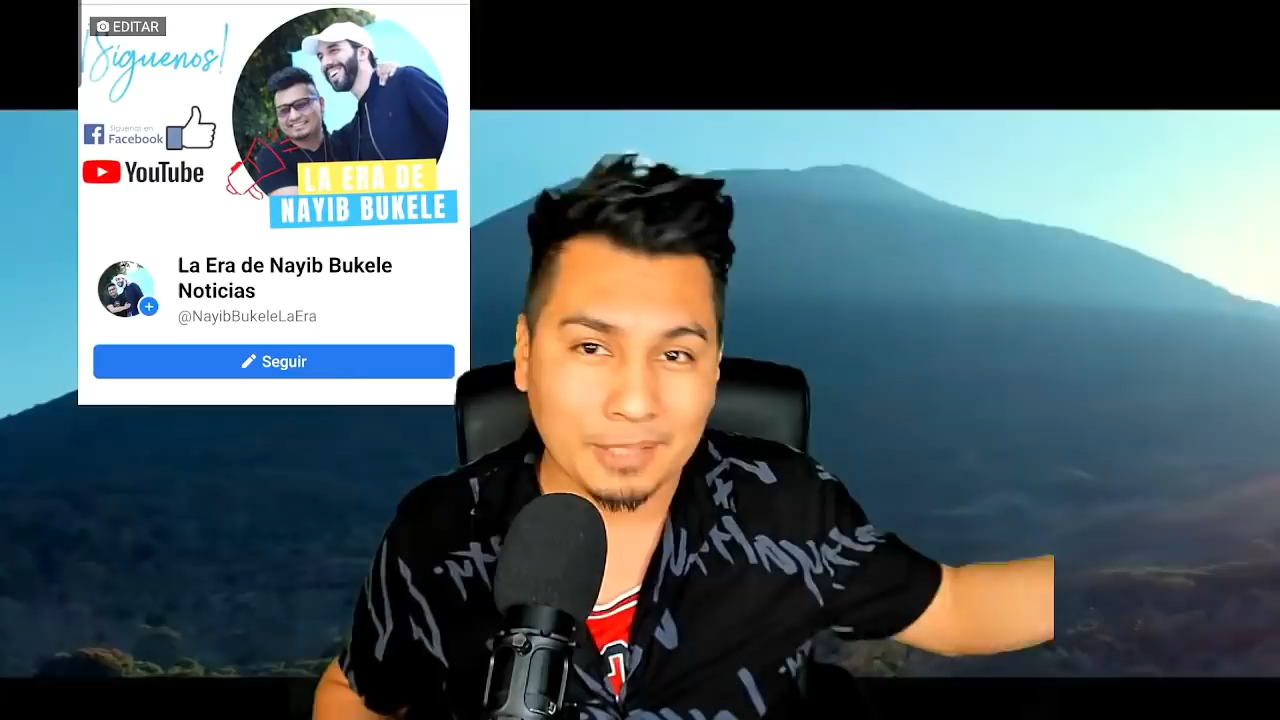 EDITAR
¡Síguenos!
Síguenos en
Facebook
YouTube
LA ERA DE
NAYIB BUKELE
La Era de Nayib Bukele
Noticias
@NayibBukeleLaEra
Seguir